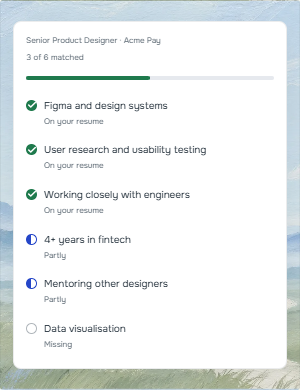 Senior Product Designer · Acme Pay
3 of 6 matched
Figma and design systems
On your resume
User research and usability testing
On your resume
Working closely with engineers
On your resume
4+ years in fintech
Partly
Mentoring other designers
Partly
Data visualisation
Missing